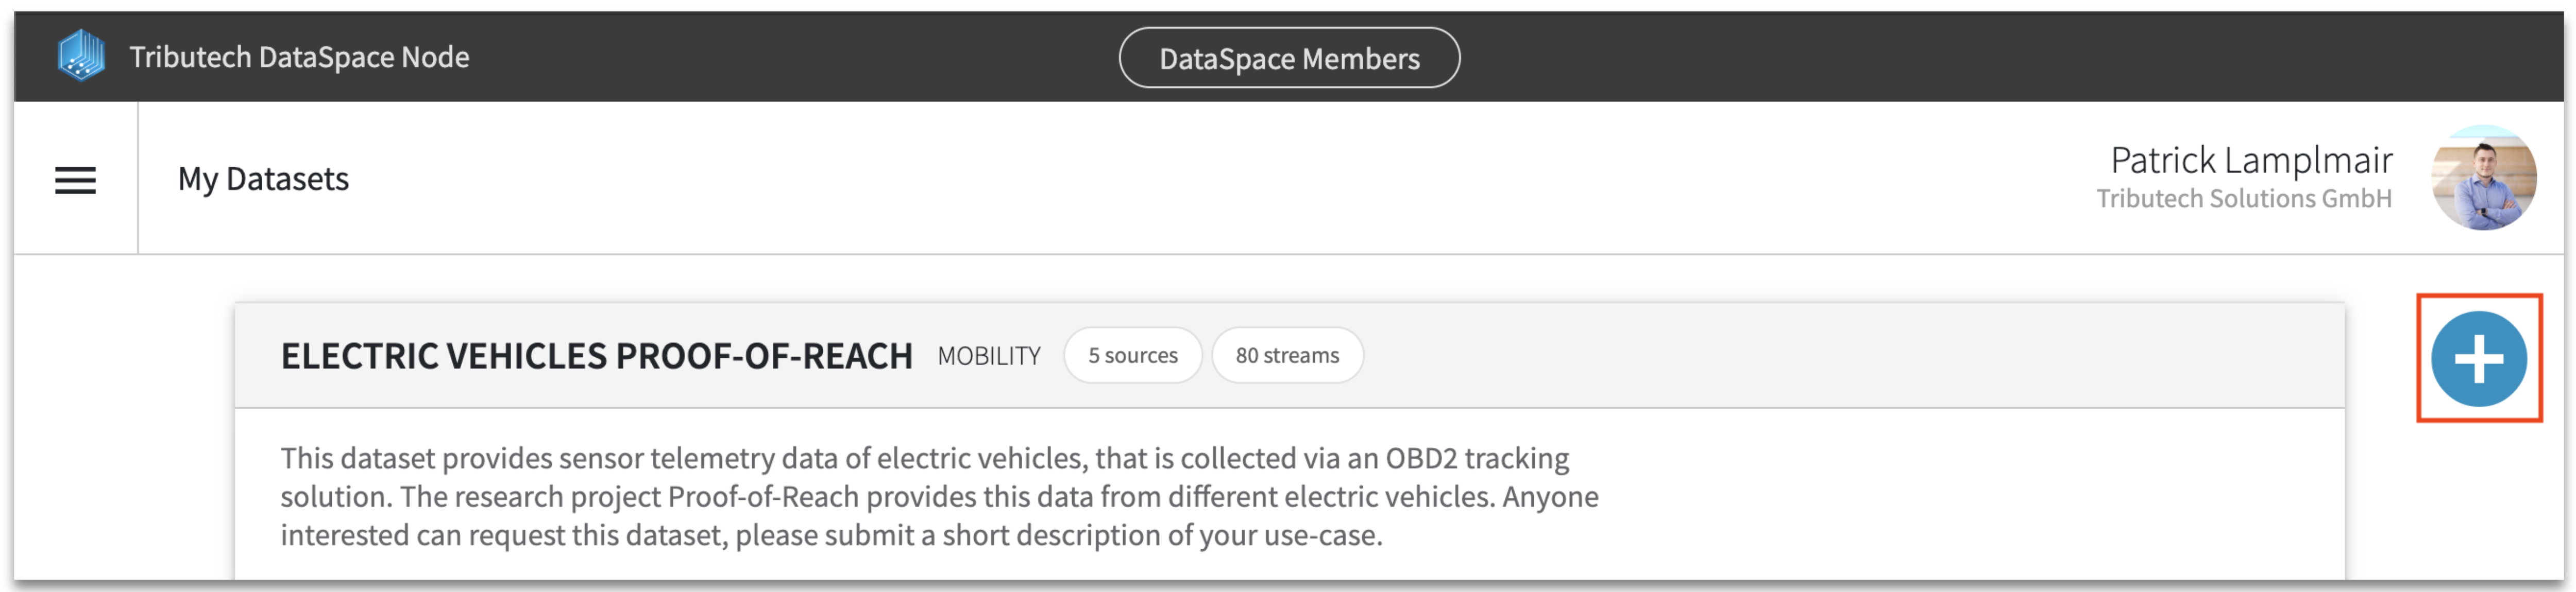 Tributech DataSpace Node
DataSpace Members
My Datasets
Patrick Lamplmair
Tributech Solutions GmbH
ELECTRIC VEHICLES PROOF-OF-REACH MOBILITY 5 sources 80 streams
This dataset provides sensor telemetry data of electric vehicles, that is collected via an OBD2 tracking
solution. The research project Proof-of-Reach provides this data from different electric vehicles. Anyone
interested can request this dataset, please submit a short description of your use-case.